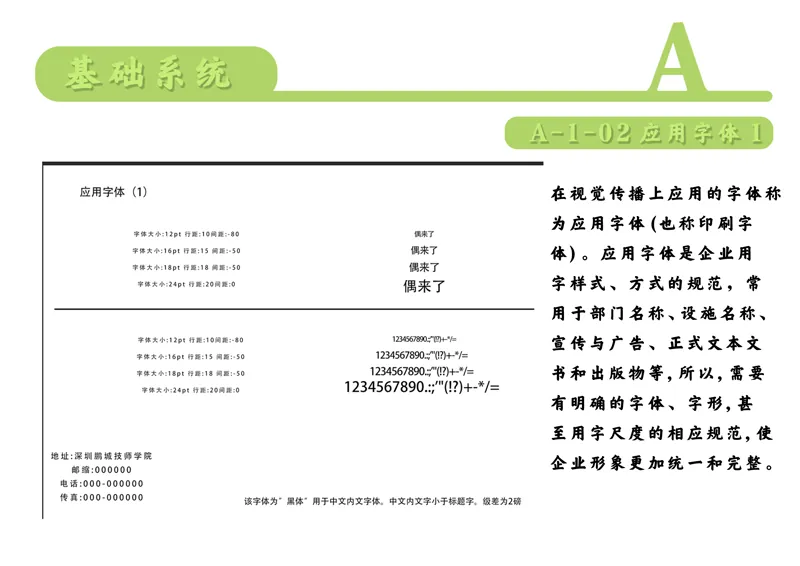 基础系统
A
A-1-02 应用字体 1
应用字体（1）
字体大小:12pt 行距:10间距:-80
偶来了
字体大小:16pt 行距:15 间距:-50
偶来了
字体大小:18pt 行距:18 间距:-50
偶来了
字体大小:24pt 行距:20间距:0
偶来了
字体大小:12pt 行距:10间距:-80
1234567890.:;'"(!?)+-*/=
字体大小:16pt 行距:15 间距:-50
1234567890.:;'"(!?)+-*/=
字体大小:18pt 行距:18 间距:-50
1234567890.:;'"(!?)+-*/=
字体大小:24pt 行距:20间距:0
1234567890.:;'"(!?)+-*/=
地址:深圳鹏城技师学院
邮缩:000000
电话:000-000000
传真:000-000000
该字体为”黑体”用于中文内文字体。中文内文字小于标题字。级差为2磅
在视觉传播上应用的字体称
为应用字体(也称印刷字
体)。应用字体是企业用
字样式、方式的规范，常
用于部门名称、设施名称、
宣传与广告、正式文本文
书和出版物等,所以,需要
有明确的字体、字形,甚
至用字尺度的相应规范,使
企业形象更加统一和完整。